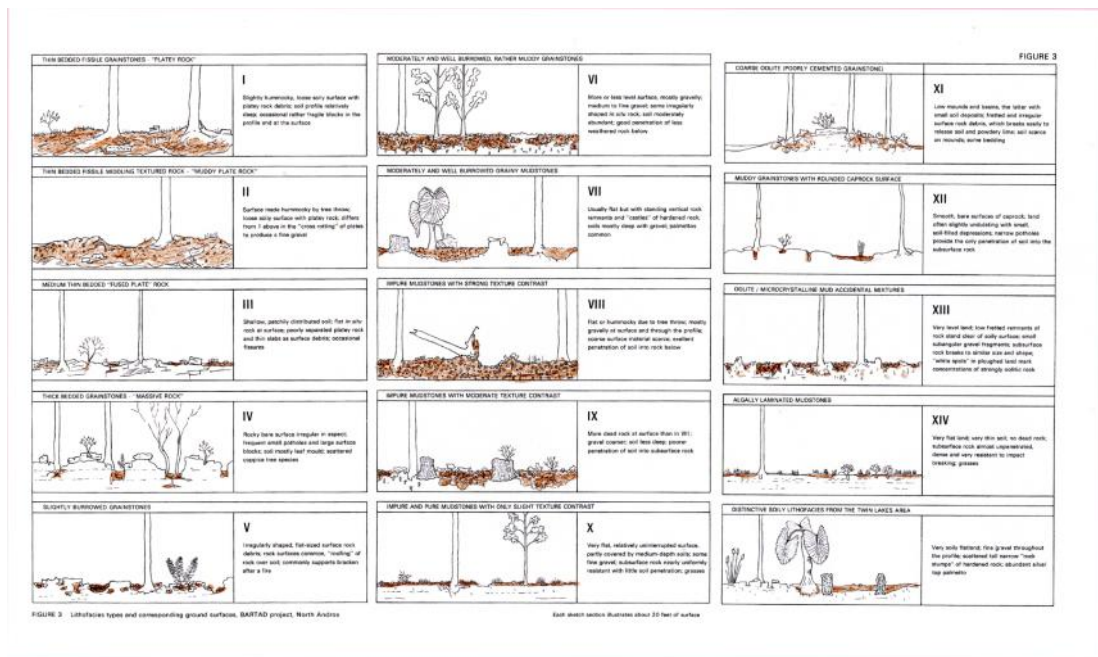 FIGURE 3
THIN BEDDED FISSILE GRAINSTONES - "PLATEY ROCK"
I
Slightly hummocky, loose soily surface with
platey rock debris; soil profile relatively
deep; occasional rather fragile blocks in the
profile and at the surface
THIN BEDDED FISSILE MIDDLING TEXTURED ROCK - "MUDDY PLATE ROCK"
II
Surface made hummocky by tree throw;
loose soily surface with platey rock; differs
from 1 above in the "cross rotting" of plates
to produce a fine gravel
MEDIUM THIN BEDDED "FUSED PLATE" ROCK
III
Shallow, patchily distributed soil; flat in situ
rock at surface; poorly separated platey rock
and thin slabs as surface debris; occasional
fissures
THICK BEDDED GRAINSTONES - "MASSIVE ROCK"
IV
Rocky bare surface irregular in aspect;
frequent small potholes and large surface
blocks; soil mostly leaf mould; scattered
coppice tree species
SLIGHTLY BURROWED GRAINSTONES
V
Irregularly shaped, fist-sized surface rock
debris; rock surfaces common, "roofing" of
rock over soil; commonly supports bracken
after a fire
MODERATELY AND WELL BURROWED, RATHER MUDDY GRAINSTONES
VI
More or less level surface, mostly gravelly;
medium to fine gravel; some irregularly
shaped in situ rock; soil moderately
abundant; good penetration of less
weathered rock below
MODERATELY AND WELL BURROWED GRAINY MUDSTONES
VII
Usually flat but with standing vertical rock
remnants and "castles" of hardened rock;
soils mostly deep with gravel; palmettos
common
IMPURE MUDSTONES WITH STRONG TEXTURE CONTRAST
VIII
Flat or hummocky due to tree throw; mostly
gravelly at surface and through the profile;
coarse surface material scarce; excellent
penetration of soil into rock below
IMPURE MUDSTONES WITH MODERATE TEXTURE CONTRAST
IX
More dead rock at surface than in VIII;
gravel coarser; soil less deep; poorer
penetration of soil into subsurface rock
IMPURE AND PURE MUDSTONES WITH ONLY SLIGHT TEXTURE CONTRAST
X
Very flat, relatively uninterrupted surface
partly covered by medium-depth soils; some
fine gravel; subsurface rock nearly uniformly
resistant with little soil penetration; grasses
COARSE OOLITE (POORLY CEMENTED GRAINSTONE)
XI
Low mounds and basins, the latter with
small soil deposits; fretted and irregular
surface rock debris, which breaks easily to
release soil and powdery lime; soil scarce
on mounds; some bedding
MUDDY GRAINSTONES WITH ROUNDED CAPROCK SURFACE
XII
Smooth, bare surfaces of caprock; land
often slightly undulating with small,
soil-filled depressions; narrow potholes
provide the only penetration of soil into the
subsurface rock
OOLITE / MICROCRYSTALLINE MUD ACCIDENTAL MIXTURES
XIII
Very level land; low fretted remnants of
rock stand clear of soily surface; small
subangular gravel fragments; subsurface
rock breaks to similar size and shape;
"white spots" in ploughed land mark
concentrations of strongly oolitic rock
ALGALLY LAMINATED MUDSTONES
XIV
Very flat land; very thin soil, no dead rock;
subsurface rock almost unpenetrated,
dense and very resistant to impact
breaking; grasses
DISTINCTIVE SOILY LITHOFACIES FROM THE TWIN LAKES AREA
Very soily flatland; fine gravel throughout
the profile; scattered tall narrow "rock
stumps" of hardened rock; abundant silver
top palmetto
FIGURE 3 Lithofacies types and corresponding ground surfaces, BARTAD project, North Andros
Each sketch section illustrates about 20 feet of surface